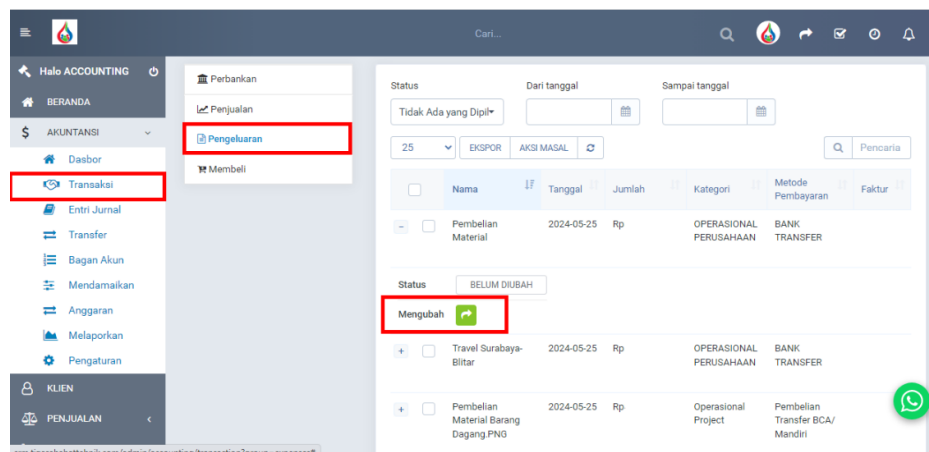 Cari...
Halo ACCOUNTING
BERANDA
AKUNTANSI
Dasbor
Transaksi
Entri Jurnal
Transfer
Bagan Akun
Mendamaikan
Anggaran
Melaporkan
Pengaturan
KLIEN
PENJUALAN
Perbankan
Penjualan
Pengeluaran
Membeli
Status Dari tanggal Sampai tanggal
Tidak Ada yang Dipil
25 EKSPOR AKSI MASAL Pencaria
Nama Tanggal Jumlah Kategori Metode Pembayaran Faktur
Pembelian 2024-05-25 Rp OPERASIONAL BANK
Material PERUSAHAAN TRANSFER
Status BELUM DIUBAH
Mengubah
Travel Surabaya- 2024-05-25 Rp OPERASIONAL BANK
Blitar PERUSAHAAN TRANSFER
Pembelian 2024-05-25 Rp Operasional Pembelian
Material Barang Project Transfer BCA/
Dagang.PNG Mandiri